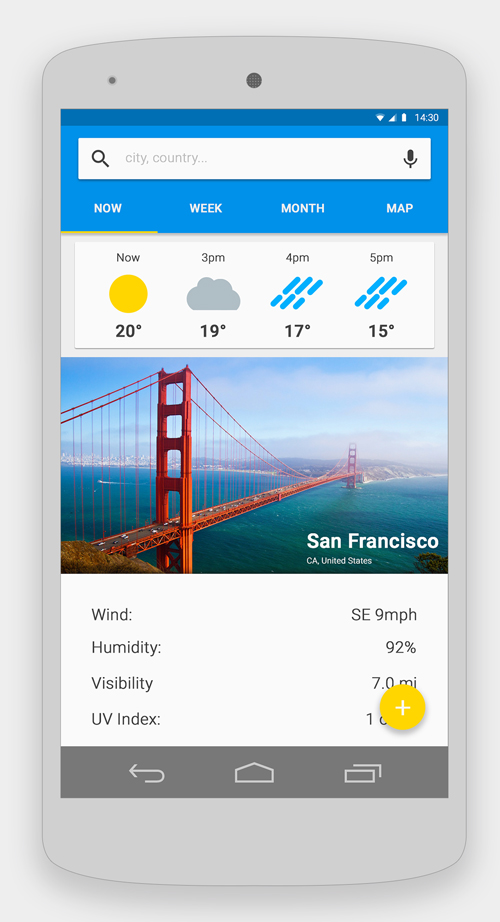 14:30
city, country...
NOW WEEK MONTH MAP
Now 3pm 4pm 5pm
20° 19° 17° 15°
San Francisco
CA, United States
Wind: SE 9mph
Humidity: 92%
Visibility 7.0 mi
UV Index: 1